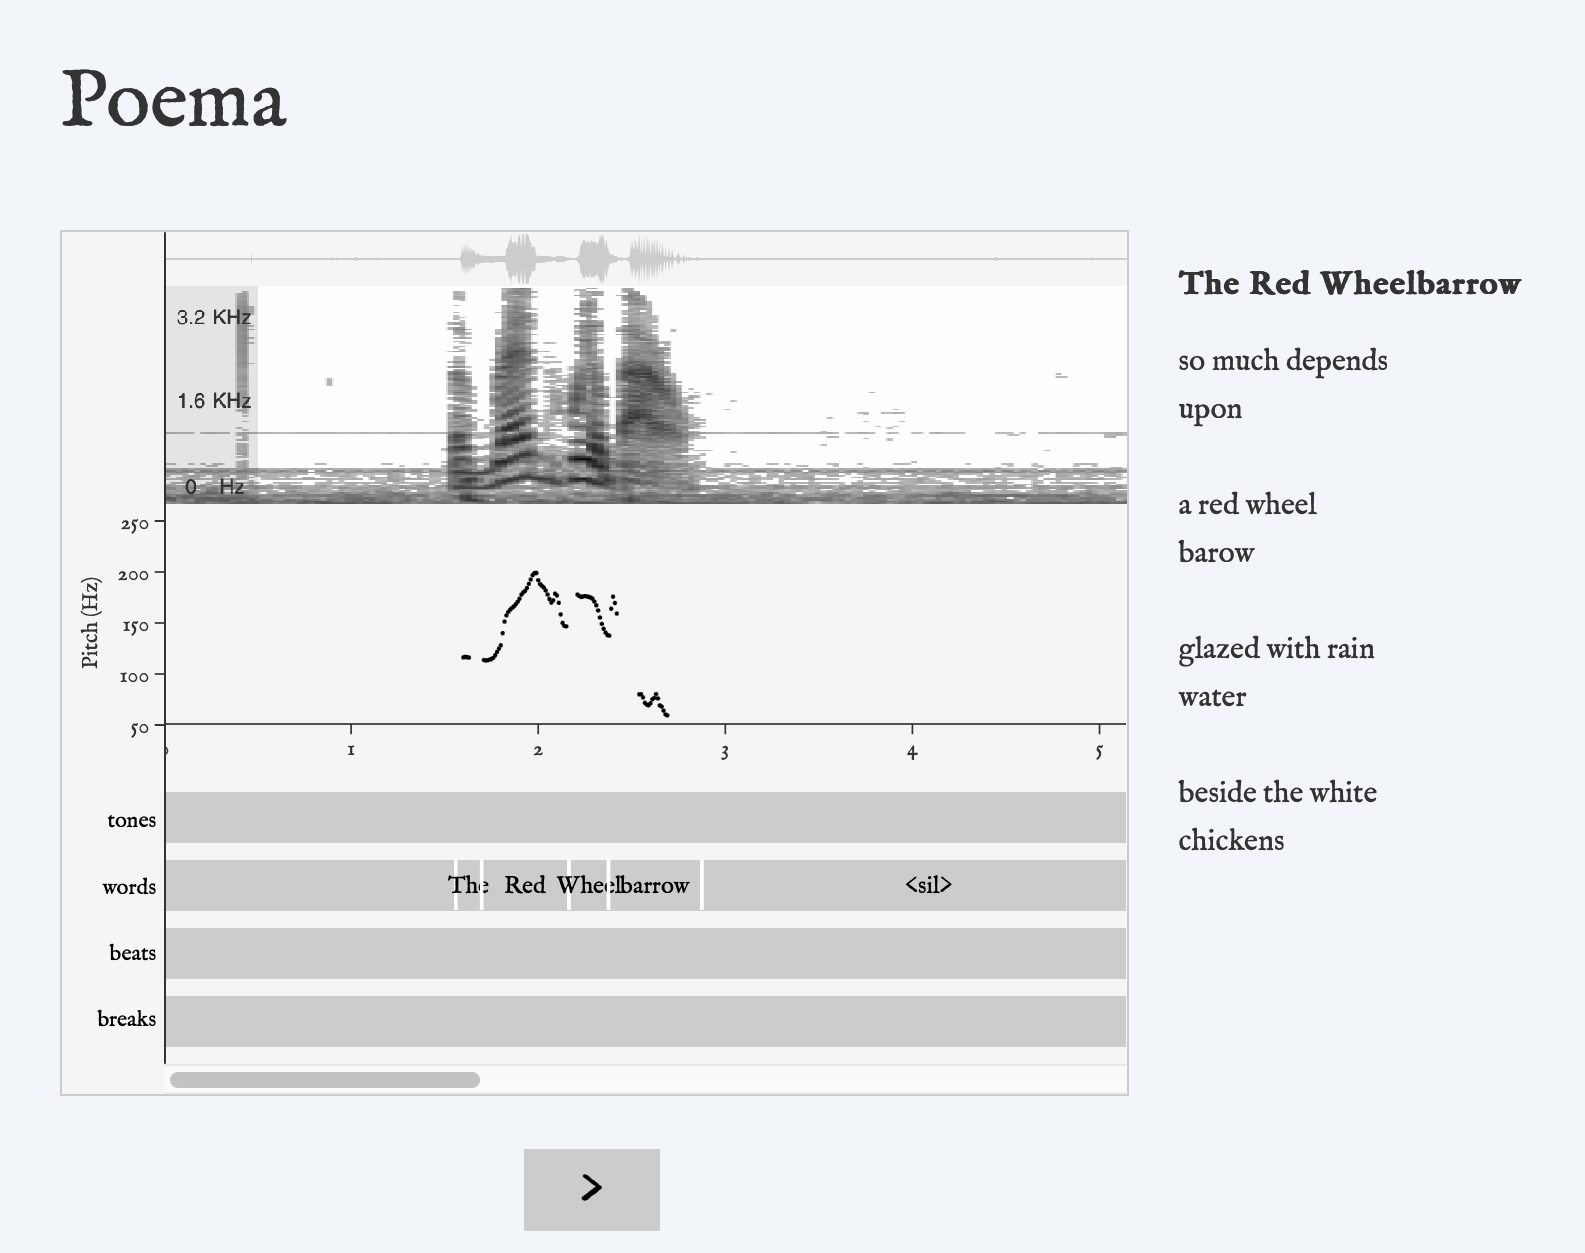 Poema
3.2 KHz
1.6 KHz
0 Hz
Pitch (Hz)
250
200
150
100
50
0 1 2 3 4 5
tones
words
The Red Wheelbarrow <sil>
beats
breaks
>
The Red Wheelbarrow
so much depends
upon
a red wheel
barow
glazed with rain
water
beside the white
chickens